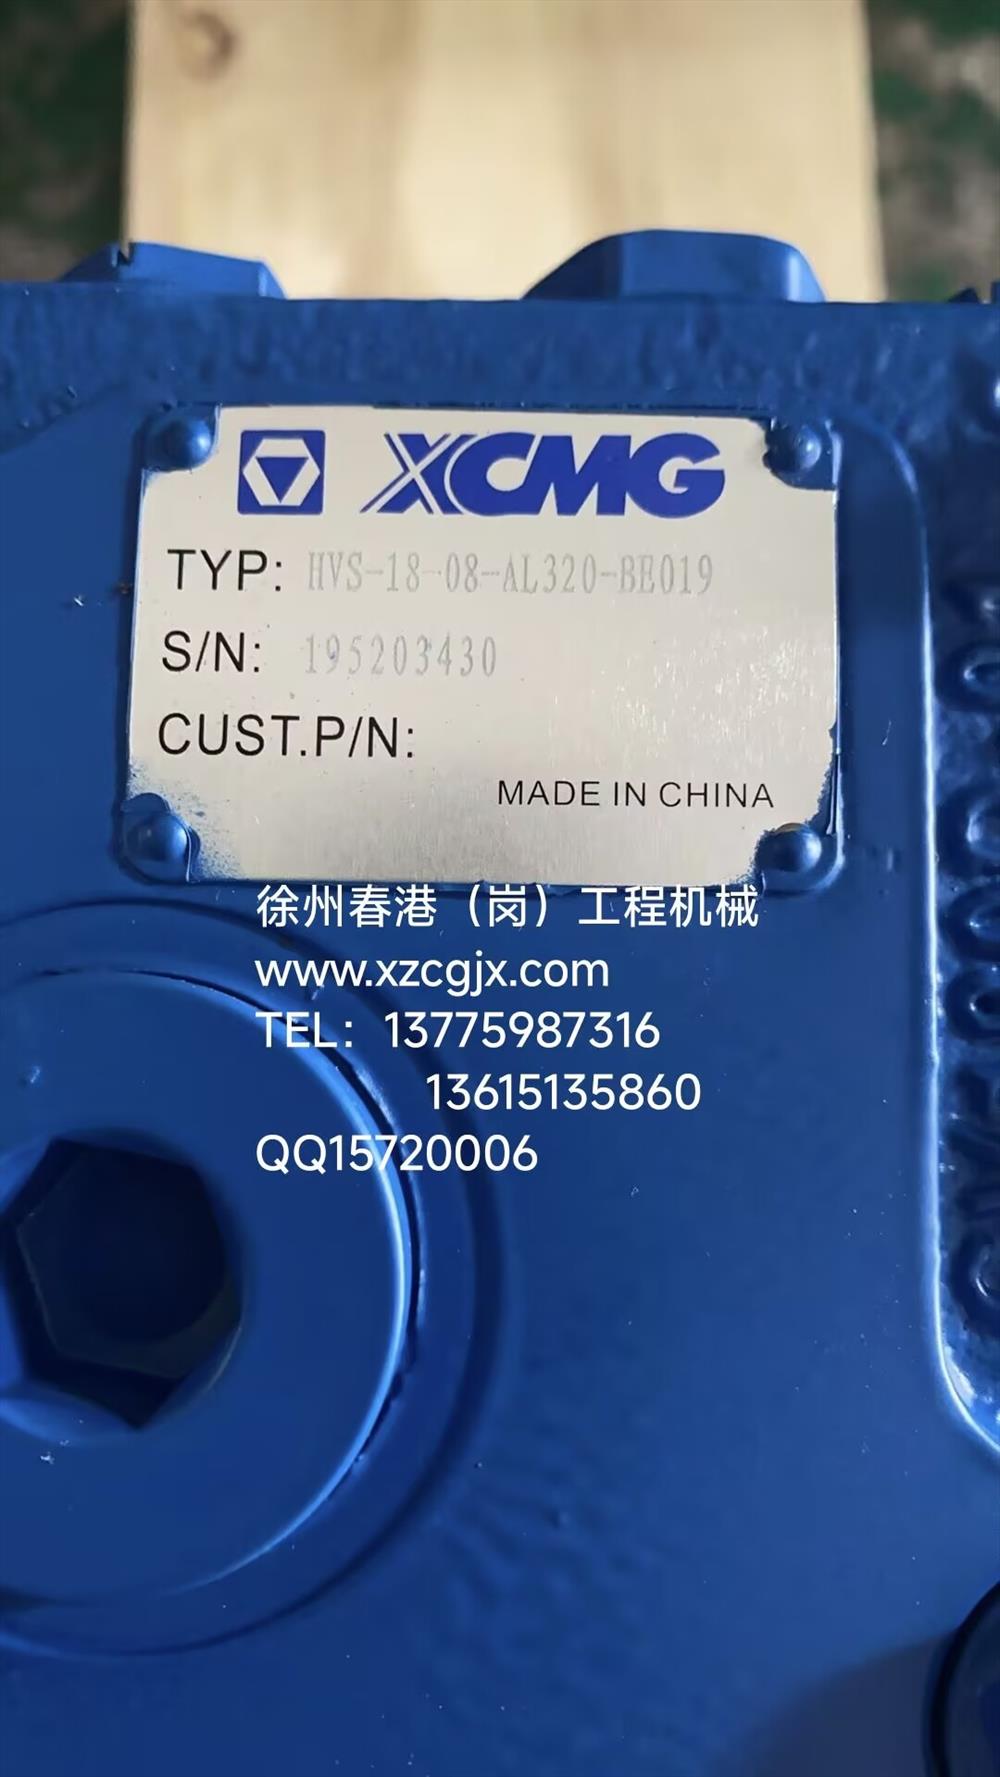 XCMG
TYP: HVS-18-08-AL320-BE019
S/N: 195203430
CUST.P/N:
MADE IN CHINA
徐州春港（岗）工程机械
www.xzcgjx.com
TEL：13775987316
13615135860
QQ15720006